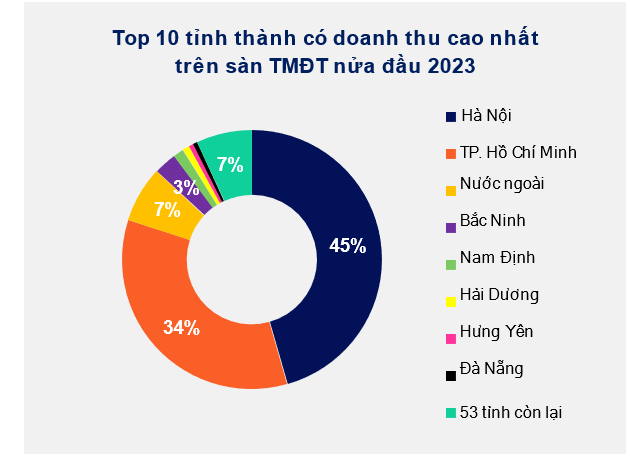 Top 10 tỉnh thành có doanh thu cao nhất
trên sàn TMĐT nửa đầu 2023
Hà Nội
TP. Hồ Chí Minh
Nước ngoài
Bắc Ninh
Nam Định
Hải Dương
Hưng Yên
Đà Nẵng
53 tỉnh còn lại
7%
3%
7%
45%
34%